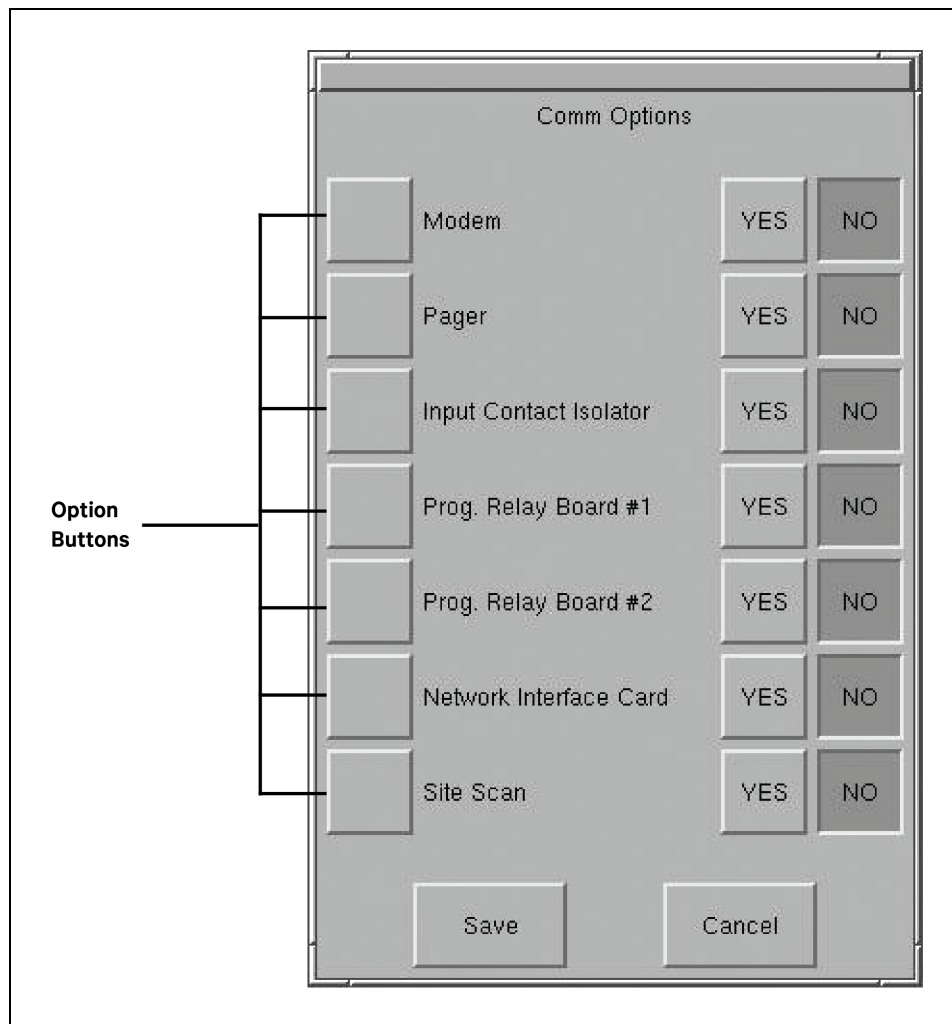 Comm Options
Modem YES NO
Pager YES NO
Input Contact Isolator YES NO
Prog. Relay Board #1 YES NO
Option
Buttons
Prog. Relay Board #2 YES NO
Network Interface Card YES NO
Site Scan YES NO
Save Cancel